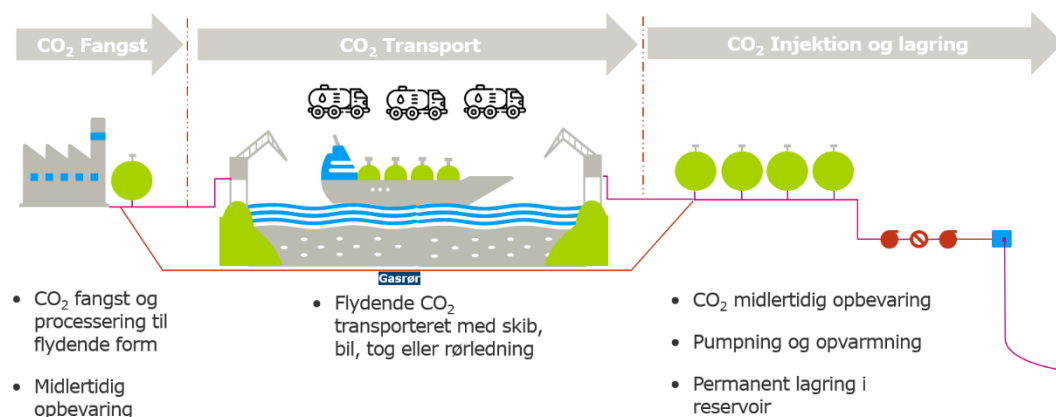 CO₂ Fangst
CO₂ Transport
CO₂ Injektion og lagring
Gasrør
• CO₂ fangst og
processering til
flydende form
• Midlertidig
opbevaring
• Flydende CO₂
transporteret med skib,
bil, tog eller rørledning
• CO₂ midlertidig opbevaring
• Pumpning og opvarmning
• Permanent lagring i
reservoir